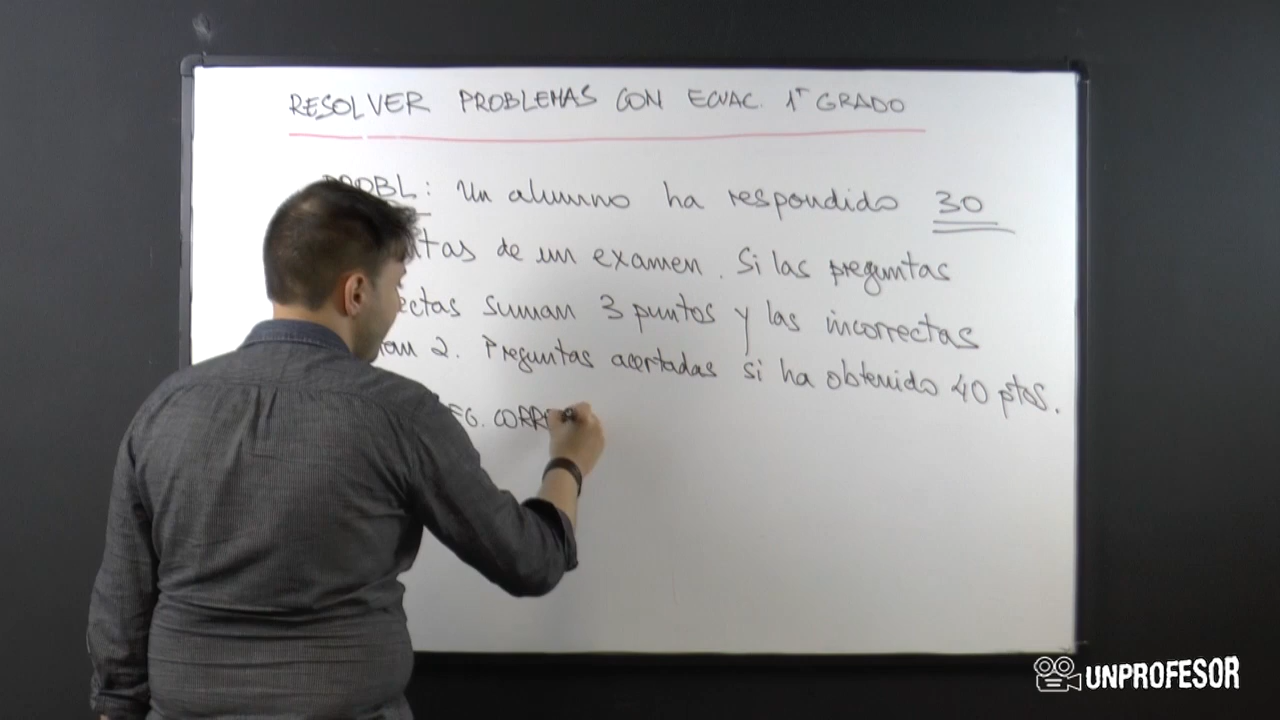 RESOLVER PROBLEMAS CON ECUAC. 1ᵉʳ GRADO
PROBL: Un alumno ha respondido 30
ntas de un examen. Si las preguntas
ectas suman 3 puntos y las incorrectas
an 2. Preguntas acertadas si ha obtenido 40 ptos.
EG. CORR
UNPROFESOR